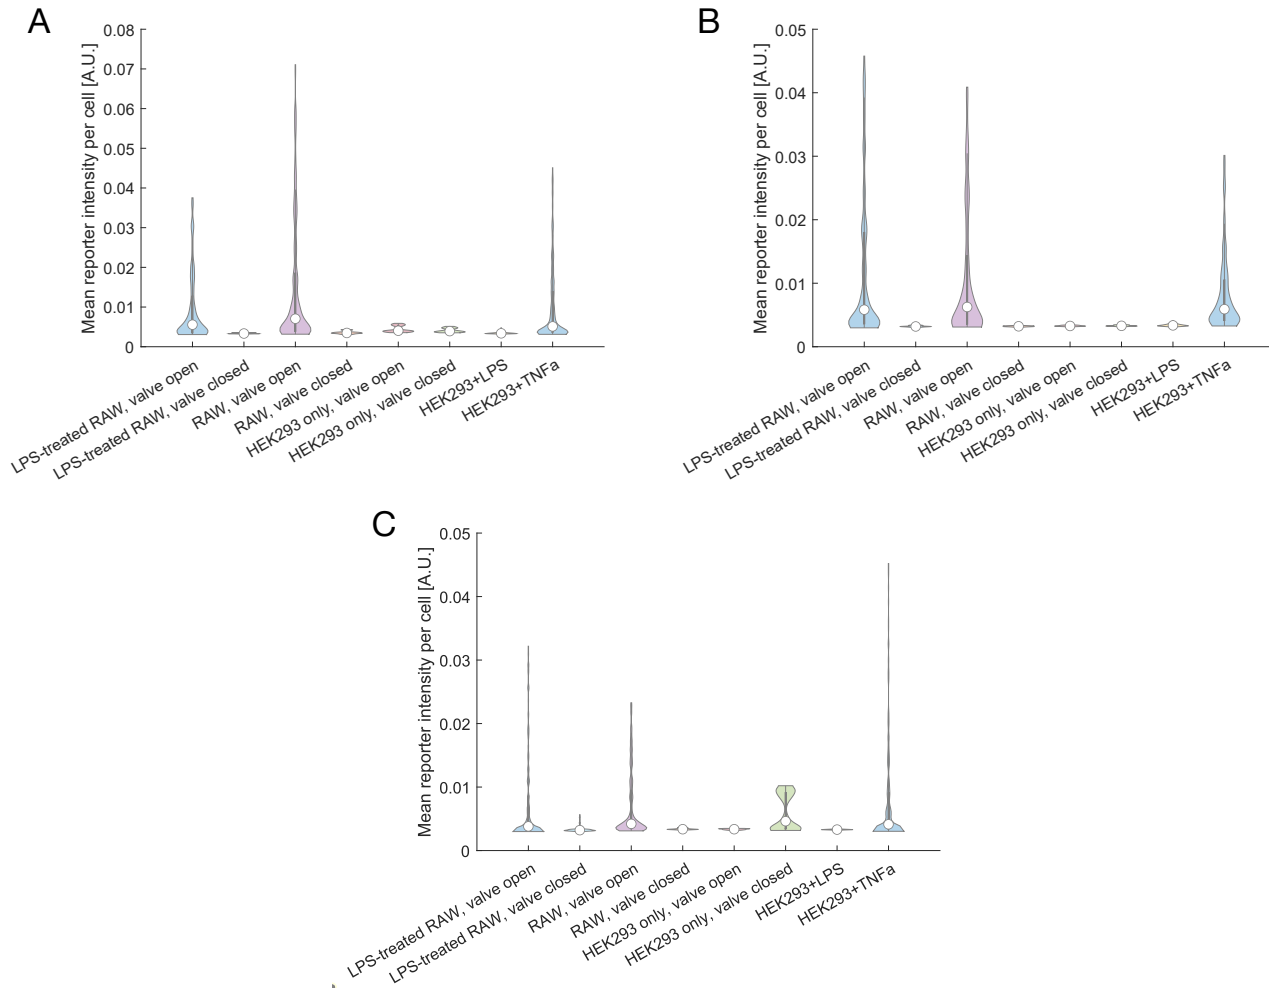 A
Mean reporter intensity per cell [A.U.]
0.08
0.07
0.06
0.05
0.04
0.03
0.02
0.01
0
LPS-treated RAW, valve open
LPS-treated RAW, valve closed
RAW, valve open
RAW, valve closed
HEK293 only, valve open
HEK293 only, valve closed
HEK293+LPS
HEK293+TNFa
B
Mean reporter intensity per cell [A.U.]
0.05
0.04
0.03
0.02
0.01
0
LPS-treated RAW, valve open
LPS-treated RAW, valve closed
RAW, valve open
RAW, valve closed
HEK293 only, valve open
HEK293 only, valve closed
HEK293+LPS
HEK293+TNFa
C
Mean reporter intensity per cell [A.U.]
0.05
0.04
0.03
0.02
0.01
0
LPS-treated RAW, valve open
LPS-treated RAW, valve closed
RAW, valve open
RAW, valve closed
HEK293 only, valve open
HEK293 only, valve closed
HEK293+LPS
HEK293+TNFa